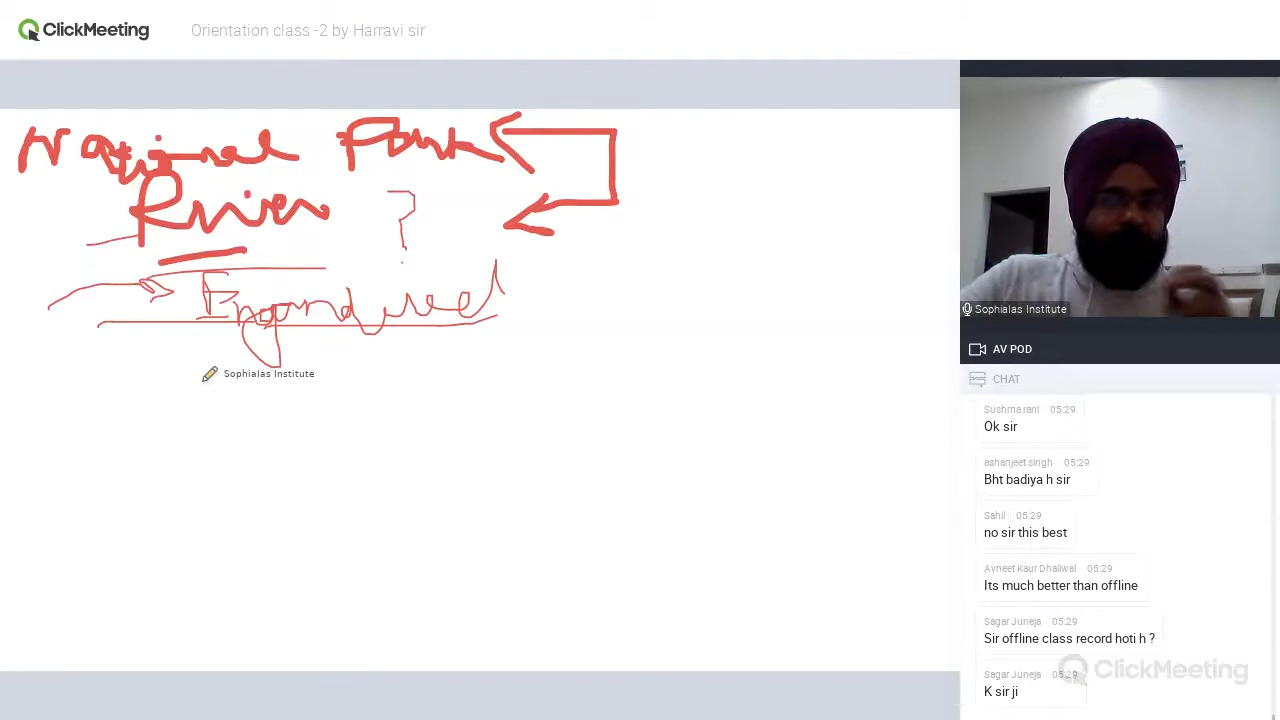 ClickMeeting
Orientation class -2 by Harravi sir
National Park
River ?
Engandered
Sophialas Institute
Sophialas Institute
AV POD
CHAT
Sushma rani 05:29
Ok sir
ashanjeet singh 05:29
Bht badiya h sir
Sahil 05:29
no sir this best
Avneet Kaur Dhaliwal 05:29
Its much better than offline
Sagar Juneja 05:29
Sir offline class record hoti h ?
Sagar Juneja 05:29
K sir ji
ClickMeeting